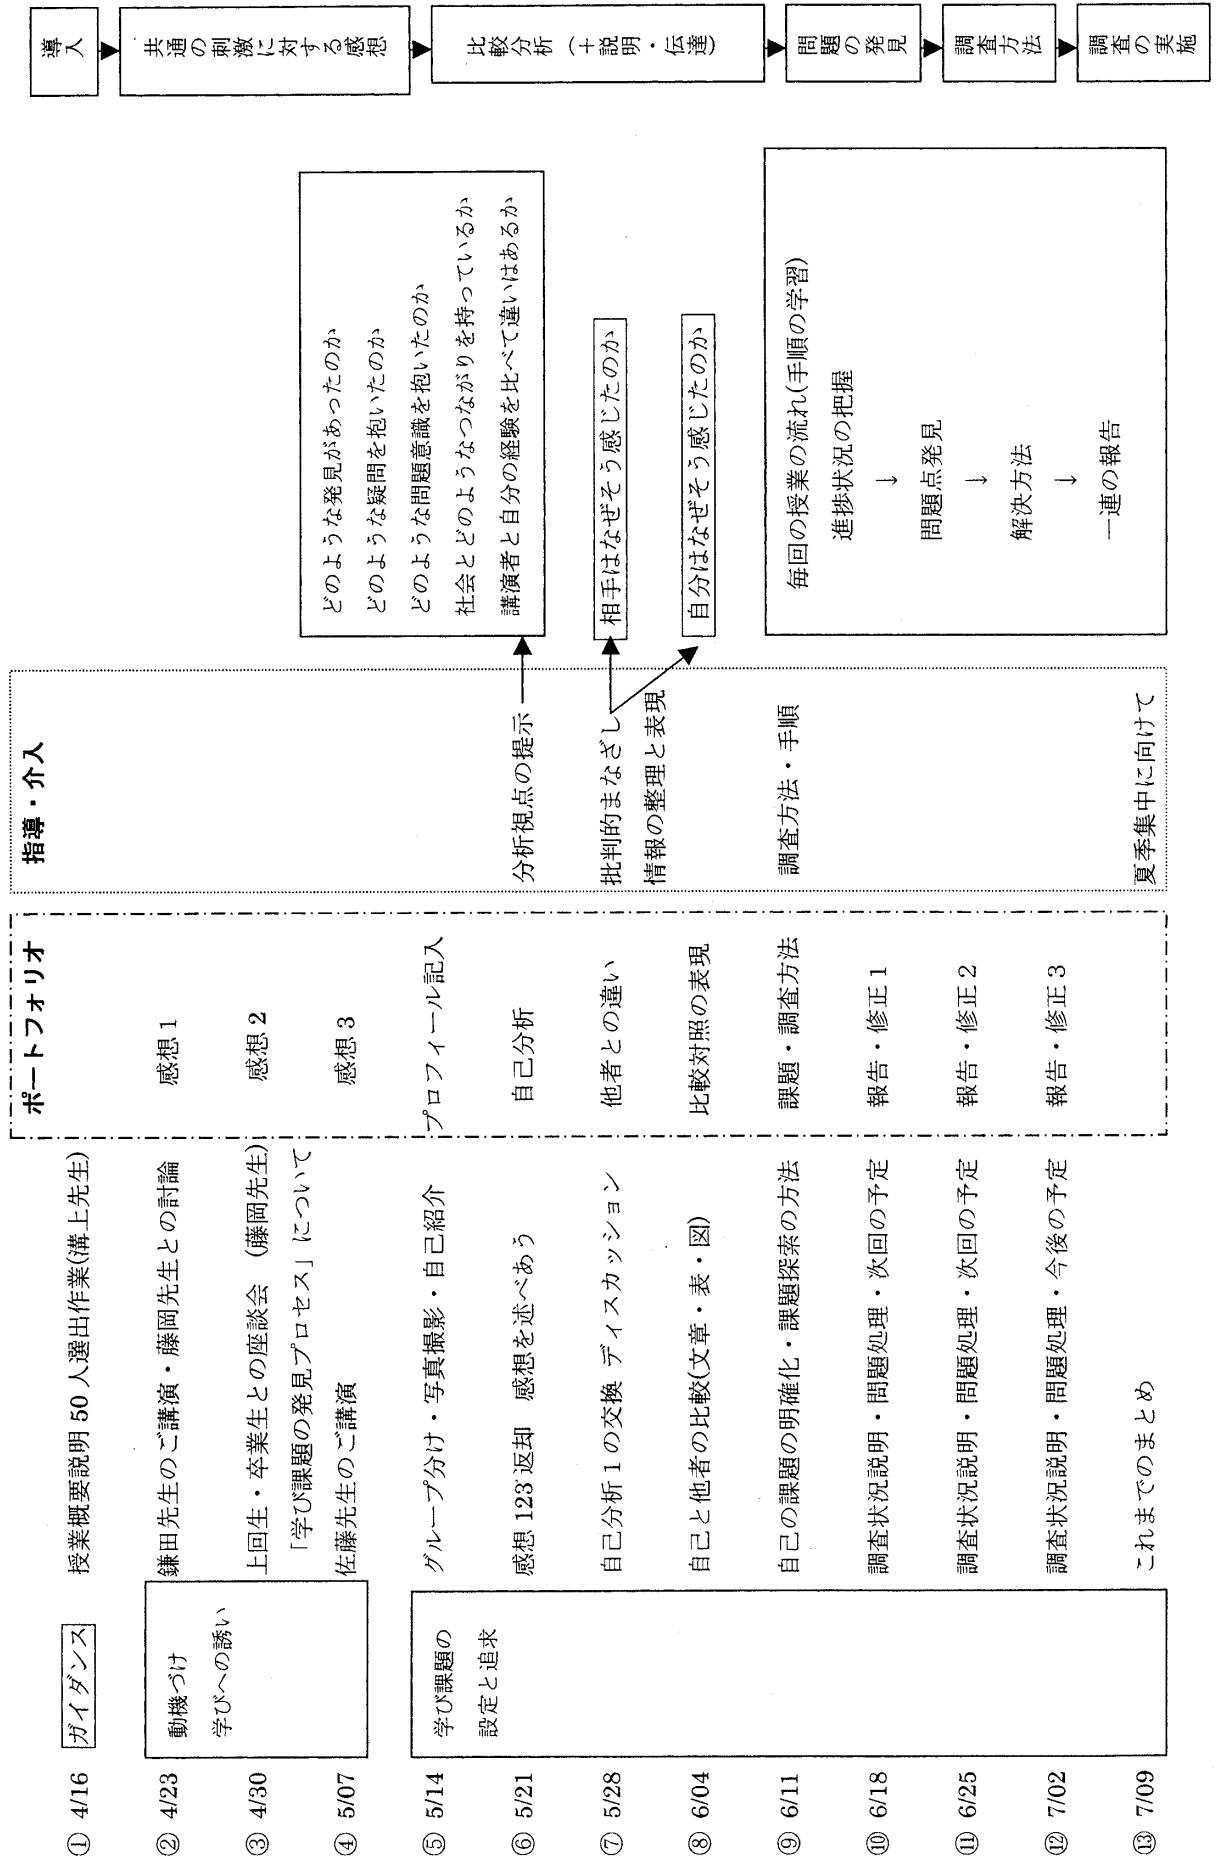 ポートフォリオ
指導・介入
① 4/16 ガイダンス 授業概要説明 50 人選出作業(溝上先生)
② 4/23 鎌田先生のご講演・藤岡先生との討論 感想 1
動機づけ
学びへの誘い
③ 4/30 上回生・卒業生との座談会 (藤岡先生) 感想 2
「学び課題の発見プロセス」について
④ 5/07 佐藤先生のご講演 感想 3
⑤ 5/14 グループ分け・写真撮影・自己紹介 プロフィール記入
学び課題の
設定と追求
⑥ 5/21 感想 123 返却 感想を述べあう 自己分析 分析視点の提示
⑦ 5/28 自己分析 1 の交換 ディスカッション 他者との違い 批判的まなざし
情報の整理と表現
⑧ 6/04 自己と他者の比較(文章・表・図) 比較対照の表現
⑨ 6/11 自己の課題の明確化・課題探索の方法 課題・調査方法 調査方法・手順
⑩ 6/18 調査状況説明・問題処理・次回の予定 報告・修正 1
⑪ 6/25 調査状況説明・問題処理・次回の予定 報告・修正 2
⑫ 7/02 調査状況説明・問題処理・今後の予定 報告・修正 3
⑬ 7/09 これまでのまとめ 夏季集中に向けて
どのような発見があったのか
どのような疑問を抱いたのか
どのような問題意識を抱いたのか
社会とどのようなつながりを持っているか
講演者と自分の経験を比べて違いはあるか
相手はなぜそう感じたのか
自分はなぜそう感じたのか
毎回の授業の流れ(手順の学習)
進捗状況の把握
↓
問題点発見
↓
解決方法
↓
一連の報告
導入
共通の刺激に対する感想
比較分析(+説明・伝達)
問題の発見
調査方法
調査の実施